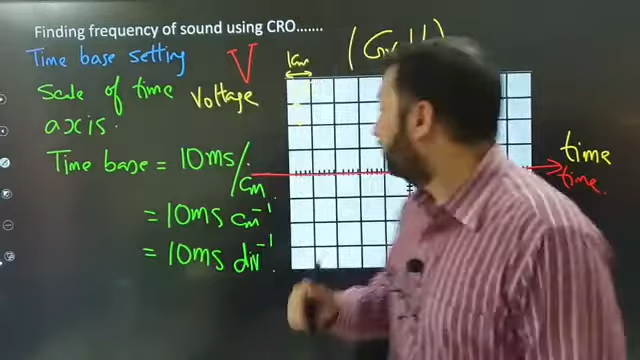 Finding frequency of sound using CRO.......
Time base setting
Scale of time
axis.
Time base = 10ms/cm
= 10ms cm⁻¹
= 10ms div⁻¹
V
Voltage
1cm
time
time.